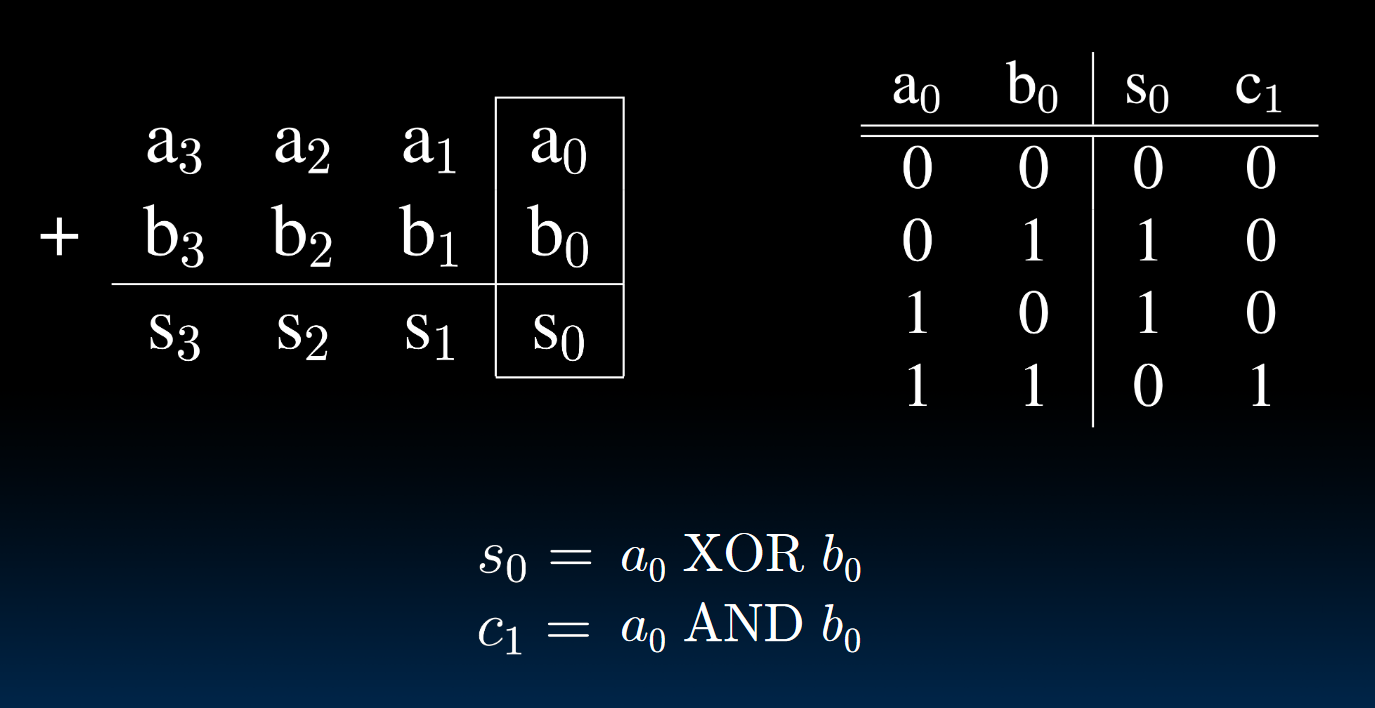 a₃ a₂ a₁ a₀
+ b₃ b₂ b₁ b₀
s₃ s₂ s₁ s₀
a₀ b₀ s₀ c₁
0 0 0 0
0 1 1 0
1 0 1 0
1 1 0 1
s₀ = a₀ XOR b₀
c₁ = a₀ AND b₀